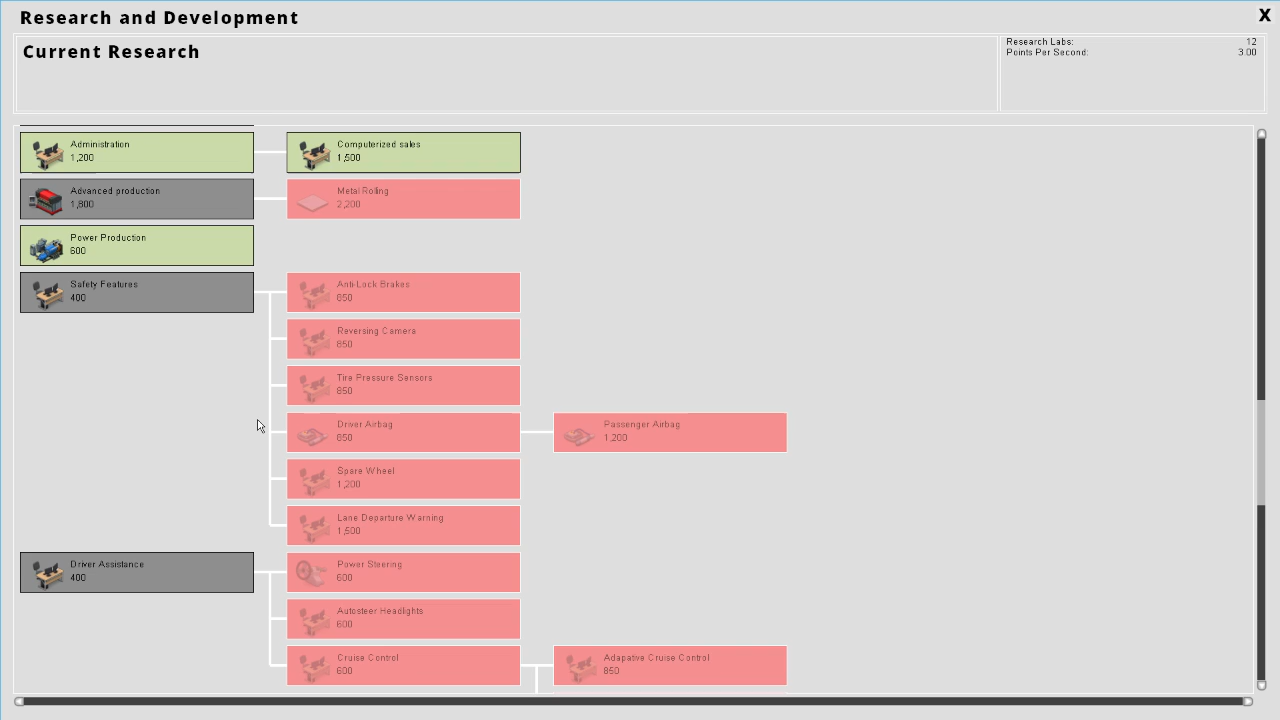 Research and Development
X
Current Research
Research Labs: 12
Points Per Second: 3.00
Administration
1,200
Computerized sales
1,500
Advanced production
1,800
Metal Rolling
2,200
Power Production
600
Safety Features
400
Anti-Lock Brakes
850
Reversing Camera
850
Tire Pressure Sensors
850
Driver Airbag
850
Passenger Airbag
1,200
Spare Wheel
1,200
Lane Departure Warning
1,500
Driver Assistance
400
Power Steering
600
Autosteer Headlights
600
Cruise Control
600
Adapative Cruise Control
850